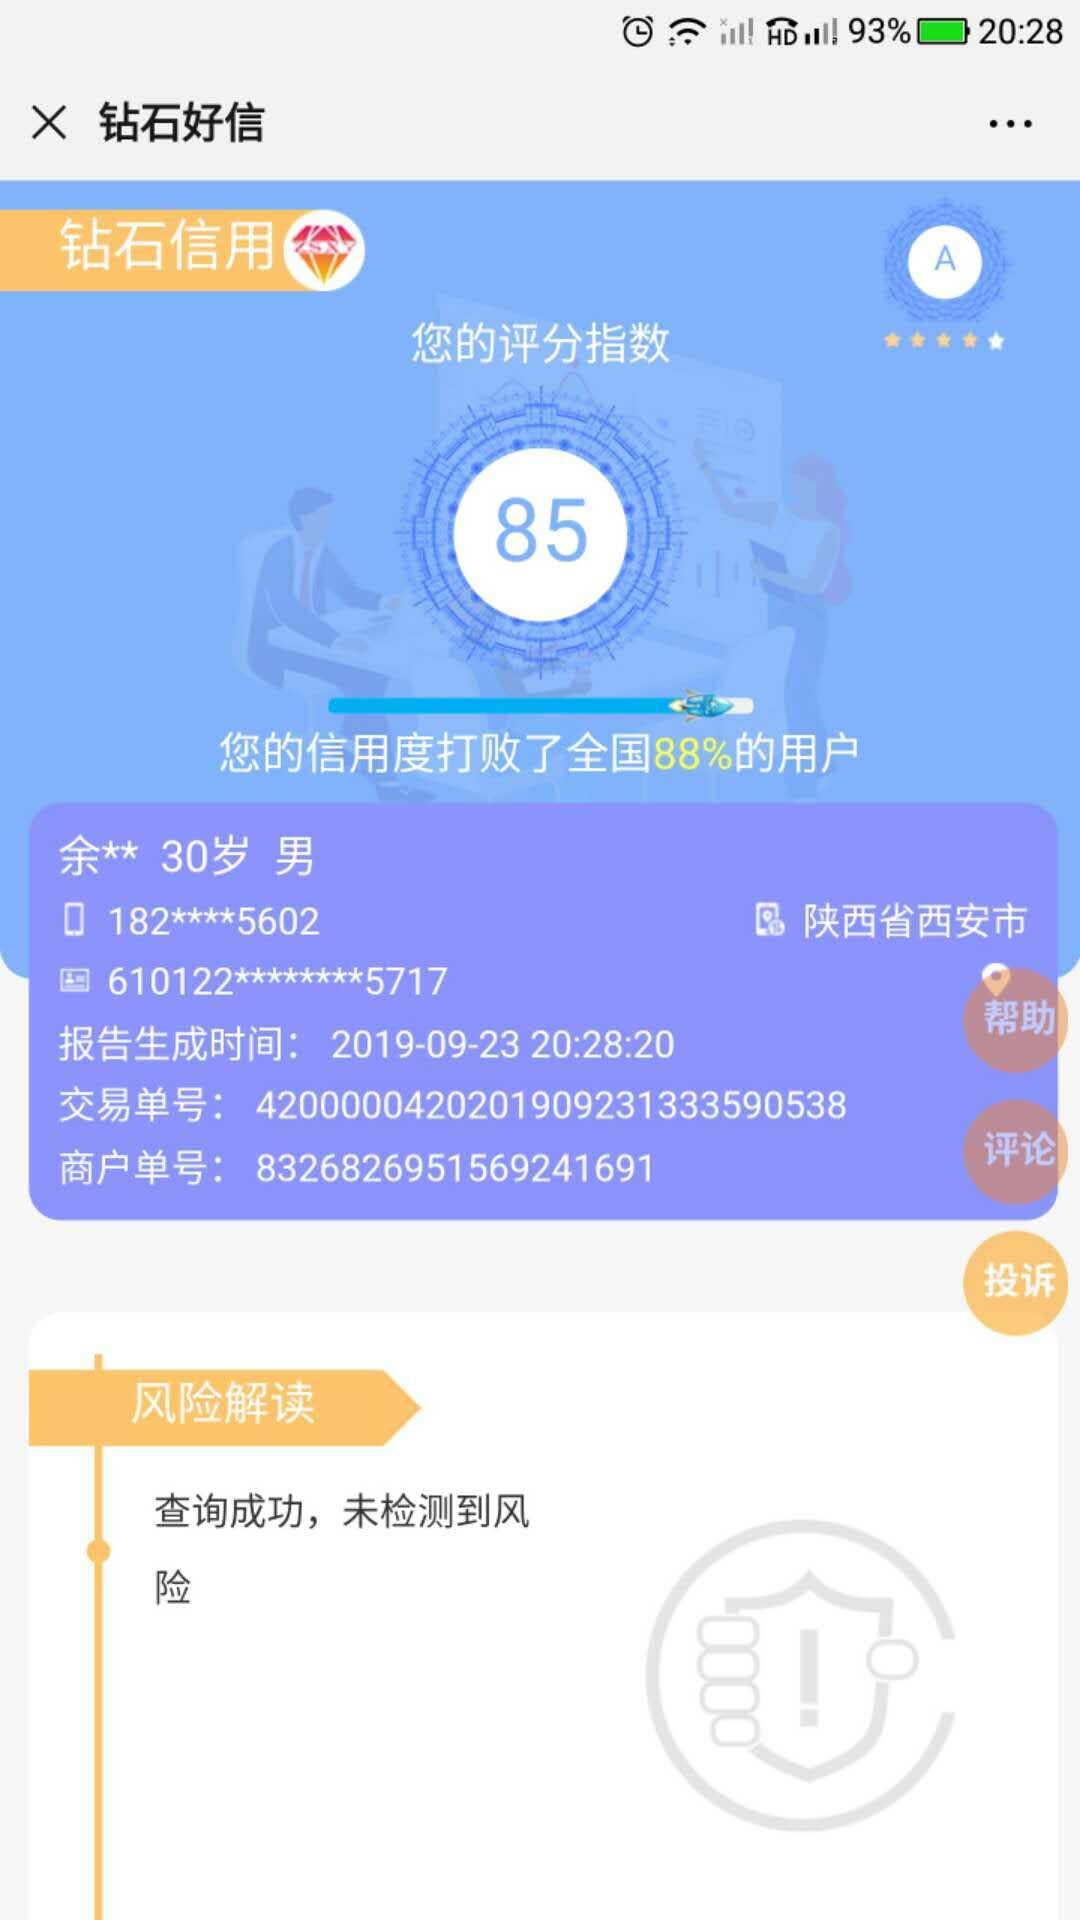 93% 20:28
钻石好信
钻石信用
A
您的评分指数
85
您的信用度打败了全国88%的用户
余** 30岁 男
182****5602 陕西省西安市
610122********5717
帮助
报告生成时间： 2019-09-23 20:28:20
交易单号： 4200000420201909231333590538
评论
商户单号： 8326826951569241691
投诉
风险解读
查询成功，未检测到风
险